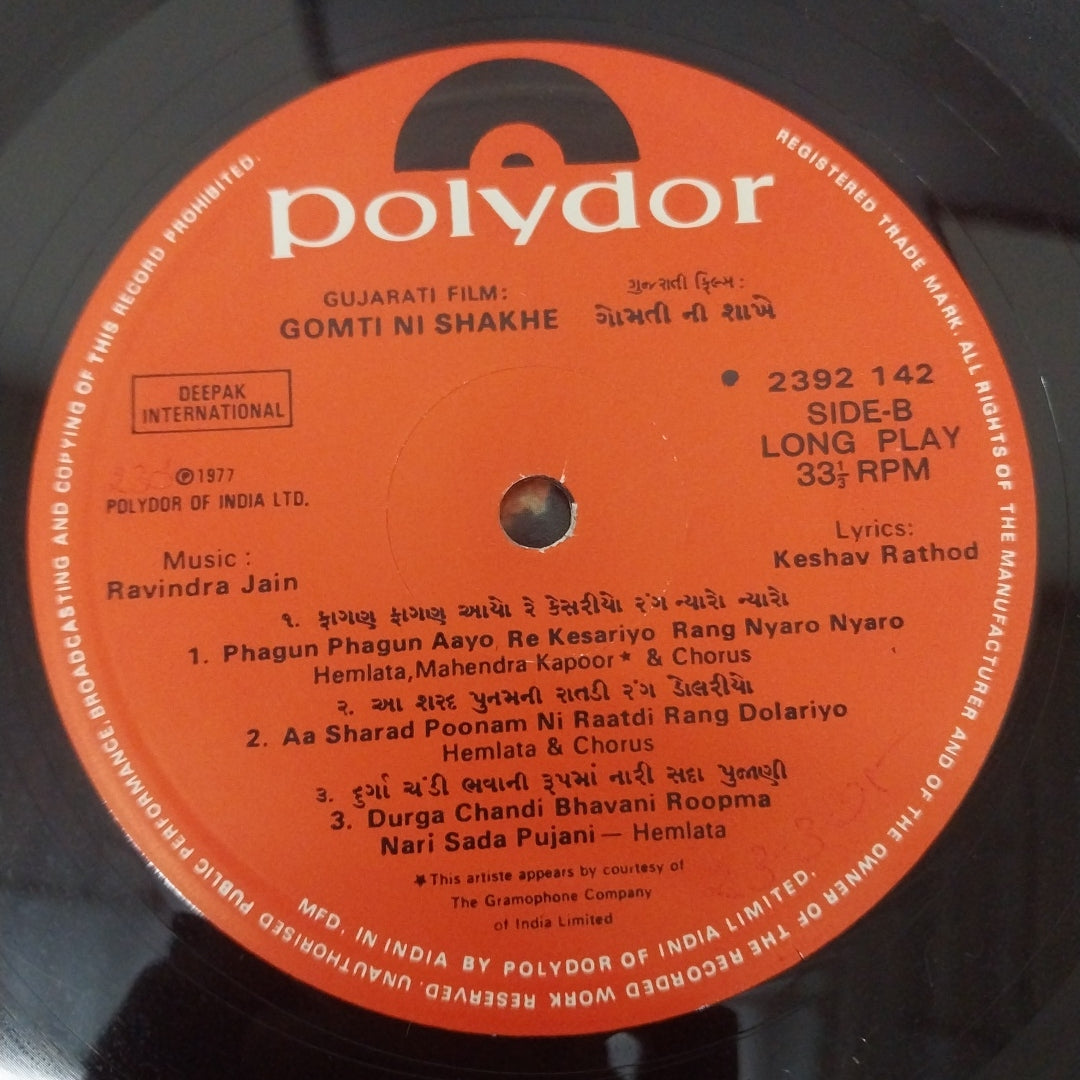 polydor
GUJARATI FILM:
GOMTI NI SHAKHE
ગુજરાતી ફિલ્મ:
ગોમતી ની શાખે
DEEPAK
INTERNATIONAL
2392 142
SIDE-B
LONG PLAY
33⅓ RPM
℗1977
POLYDOR OF INDIA LTD.
Music:
Ravindra Jain
Lyrics:
Keshav Rathod
૧. ફાગણ ફાગણ આયો રે કેસરીયો રંગ ન્યારો ન્યારો
1. Phagun Phagun Aayo Re Kesariyo Rang Nyaro Nyaro
Hemlata, Mahendra Kapoor* & Chorus
૨. આ શરદ પુનમની રાતડી રંગ ડોલરીયો
2. Aa Sharad Poonam Ni Raatdi Rang Dolariyo
Hemlata & Chorus
૩. દુર્ગા ચંડી ભવાની રૂપમાં નારી સદા પુજાણી
3. Durga Chandi Bhavani Roopma
Nari Sada Pujani — Hemlata
*This artiste appears by courtesy of
The Gramophone Company
of India Limited
MFD. IN INDIA BY POLYDOR OF INDIA LIMITED.
REGISTERED TRADE MARK. ALL RIGHTS OF THE MANUFACTURER AND OF THE OWNER OF THE RECORDED WORK RESERVED. UNAUTHORISED PUBLIC PERFORMANCE, BROADCASTING AND COPYING OF THIS RECORD PROHIBITED.